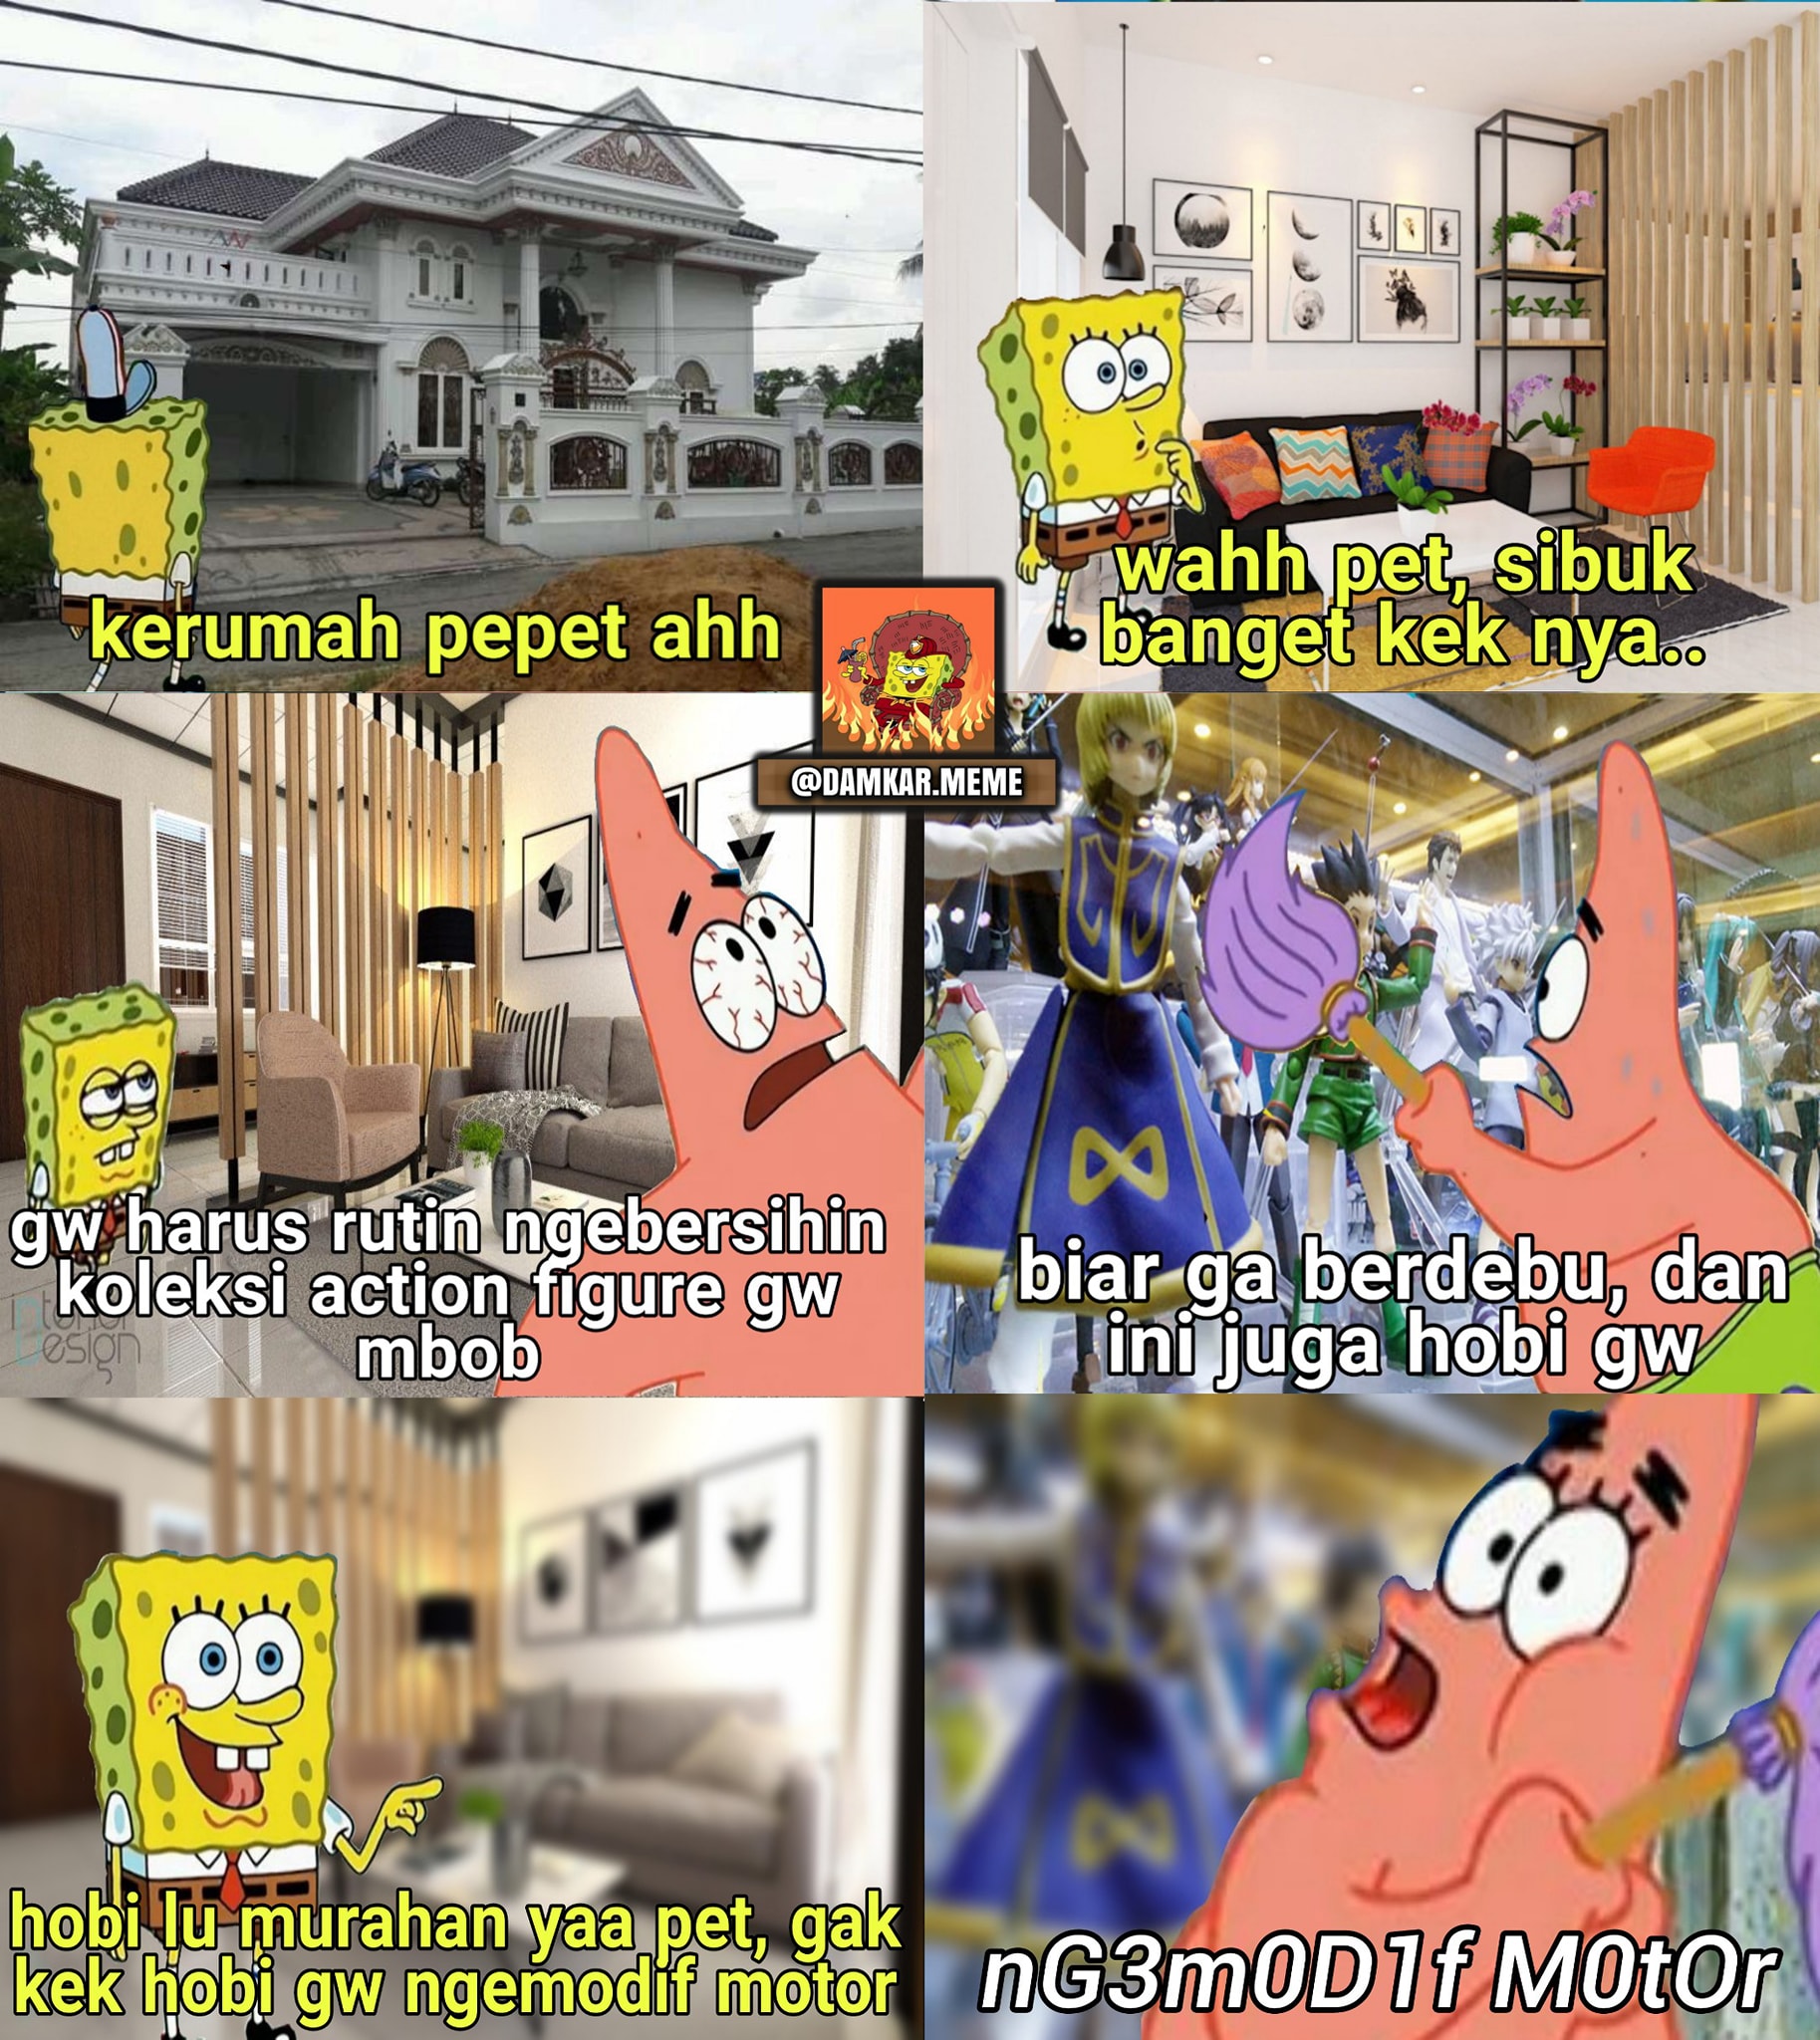 kerumah pepet ahh
wahh pet, sibuk
banget kek nya..
@DAMKAR.MEME
gw harus rutin ngebersihin
koleksi action figure gw
mbob
biar ga berdebu, dan
ini juga hobi gw
hobi lu murahan yaa pet, gak
kek hobi gw ngemodif motor
nG3m0D1f M0tOr